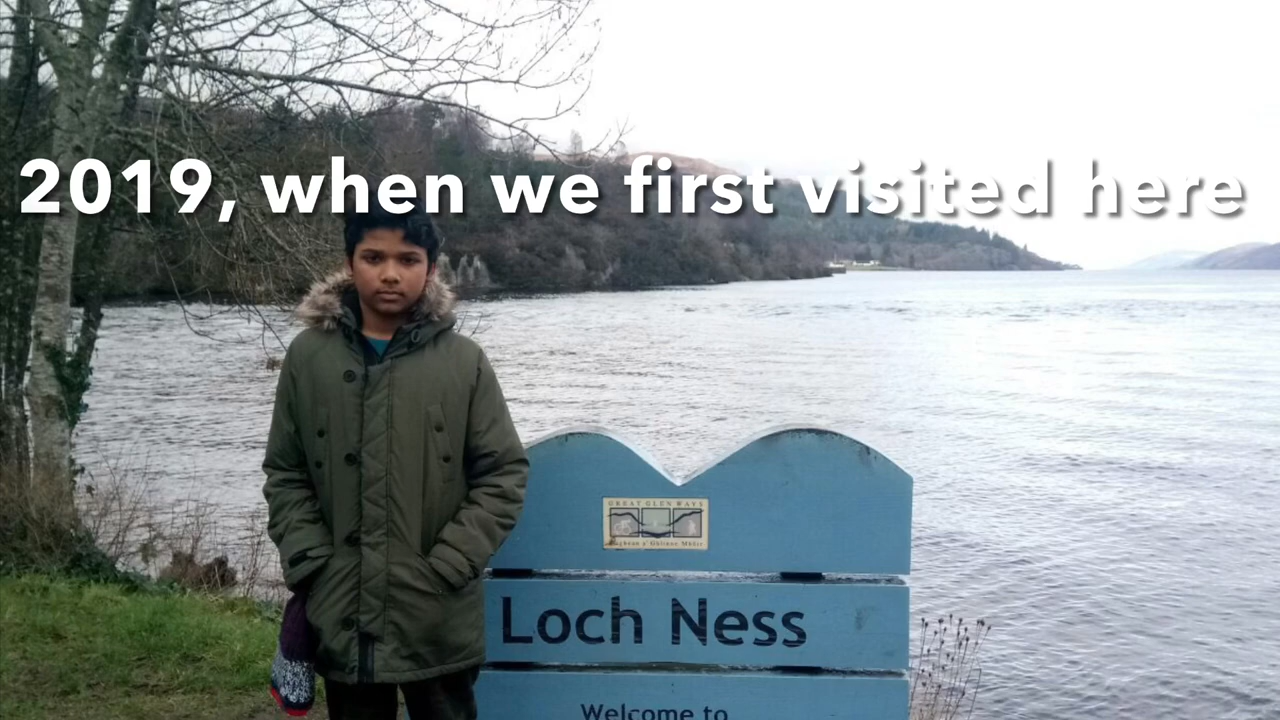 2019, when we first visited here
GREAT GLEN WAYS
Loch Ness
Welcome to